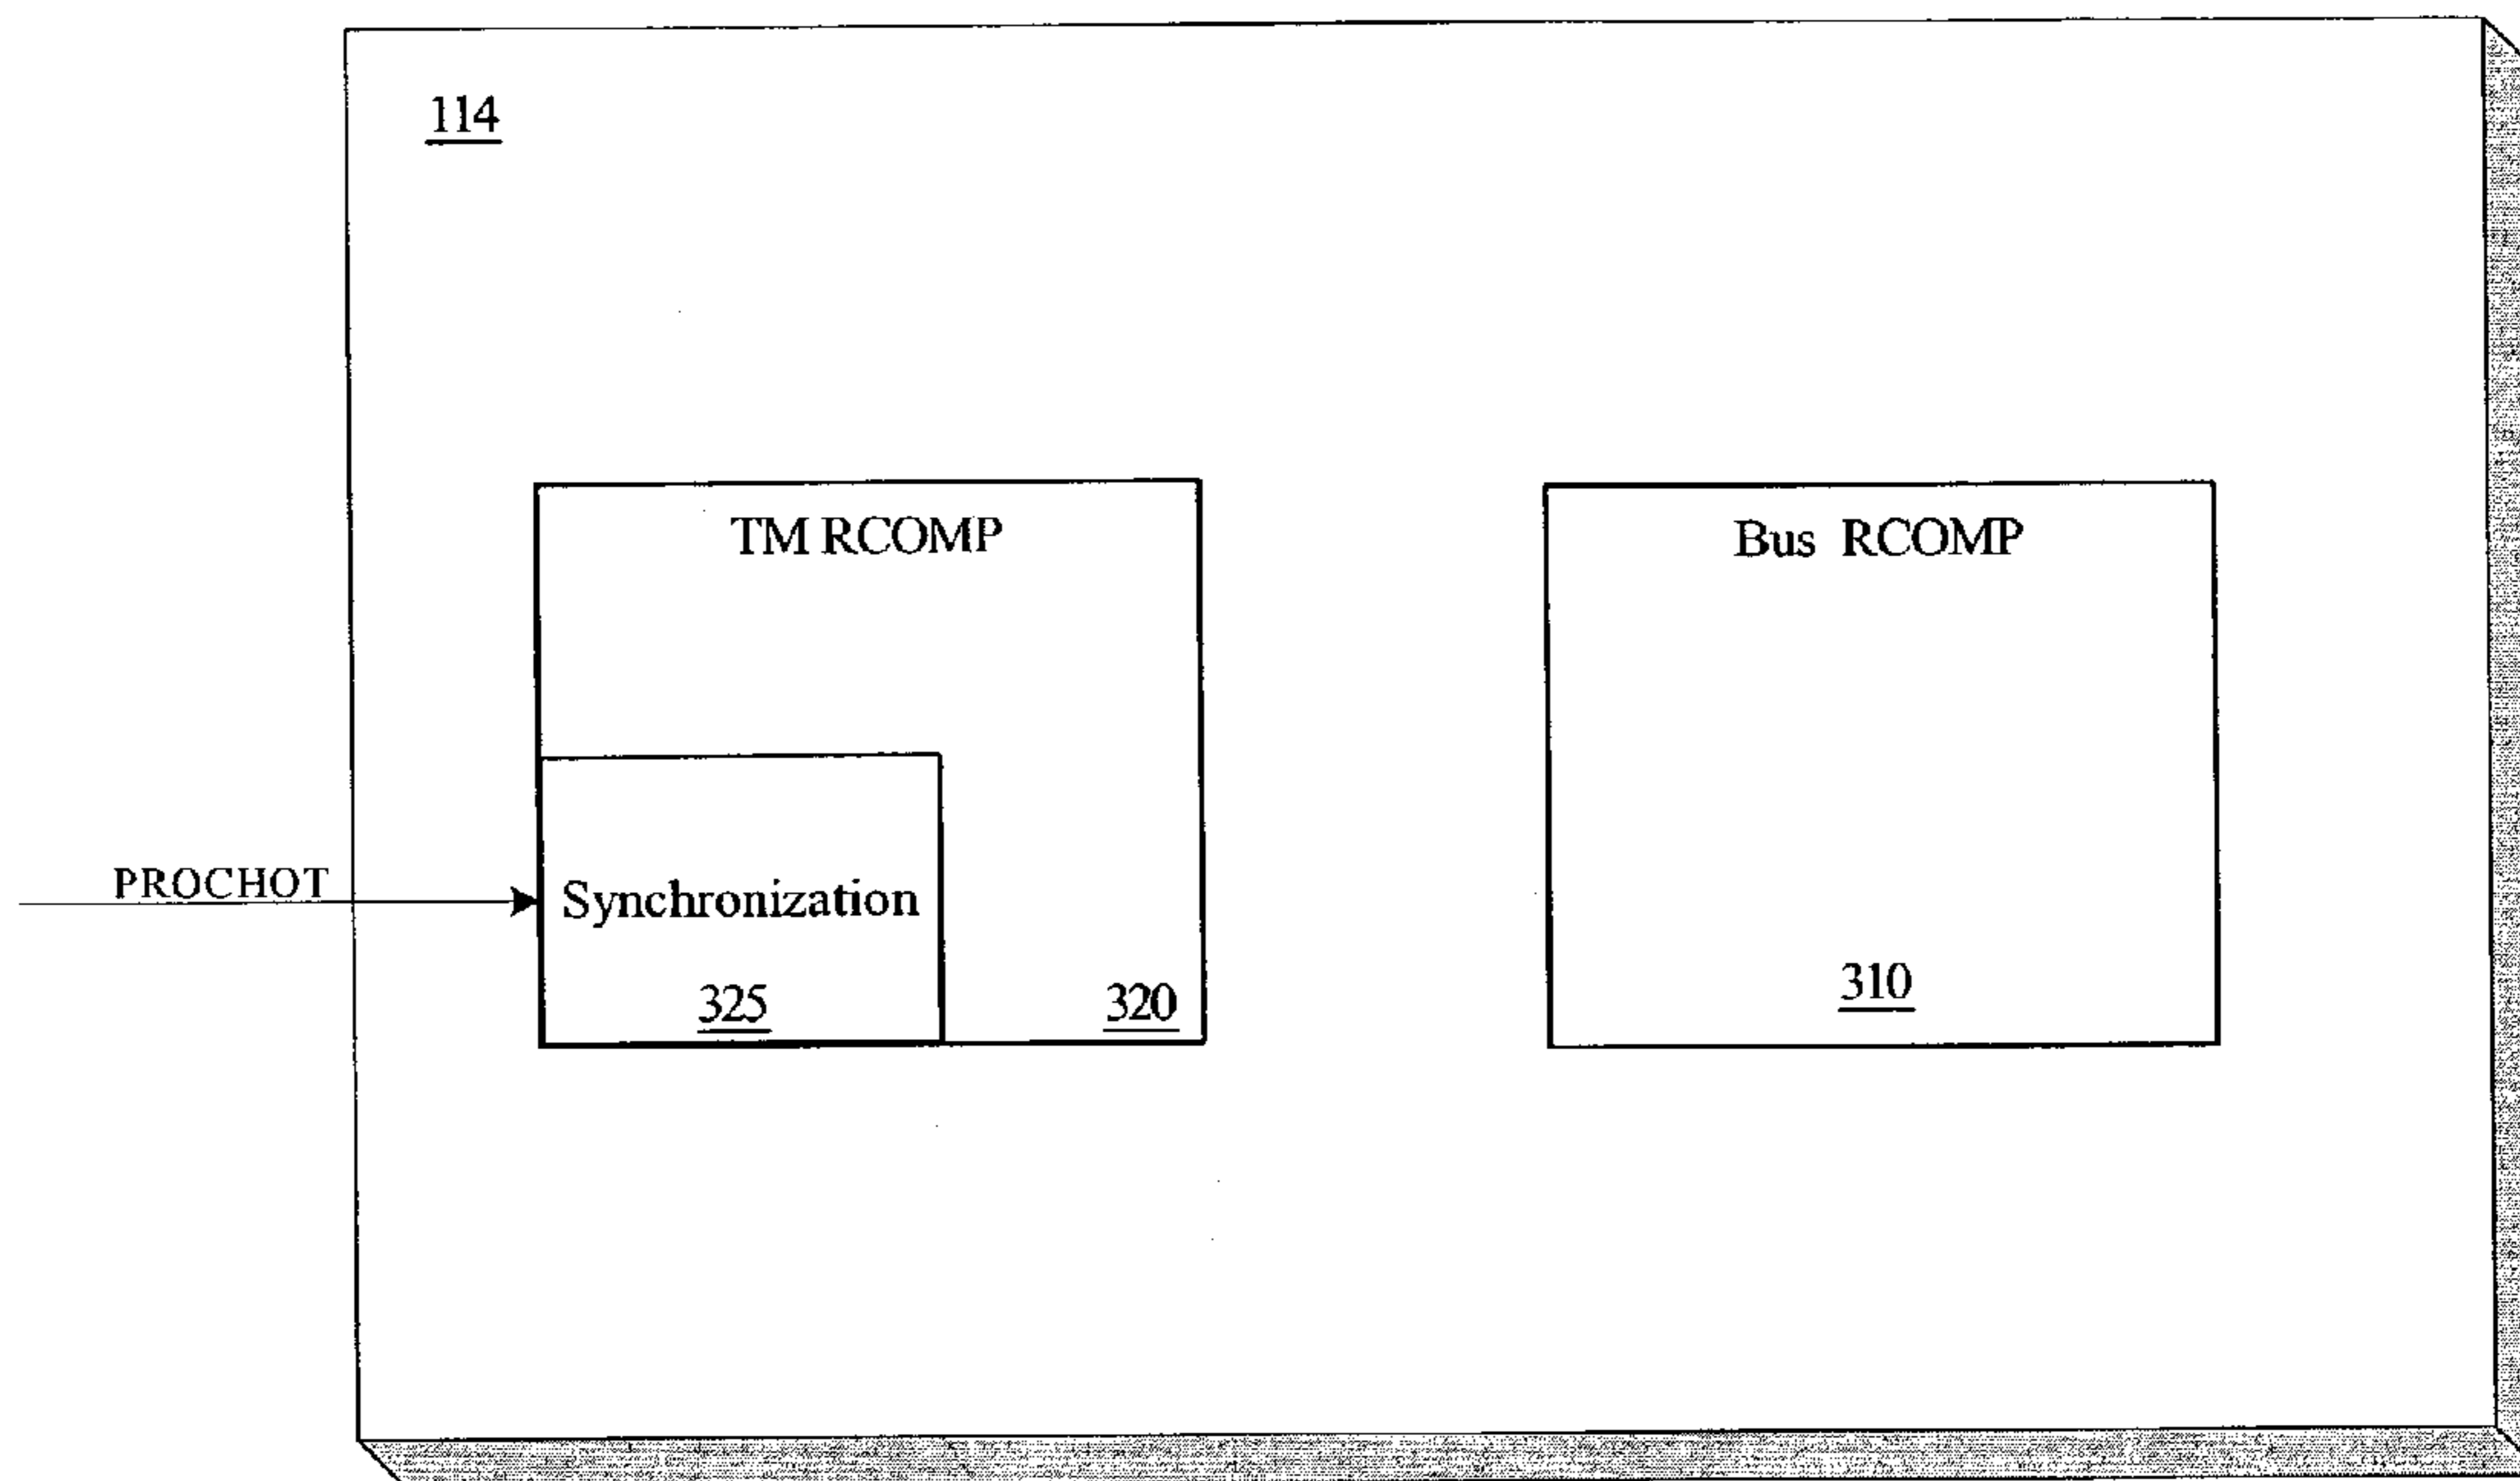 114
TM RCOMP
Bus RCOMP
PROCHOT
Synchronization
325
320
310